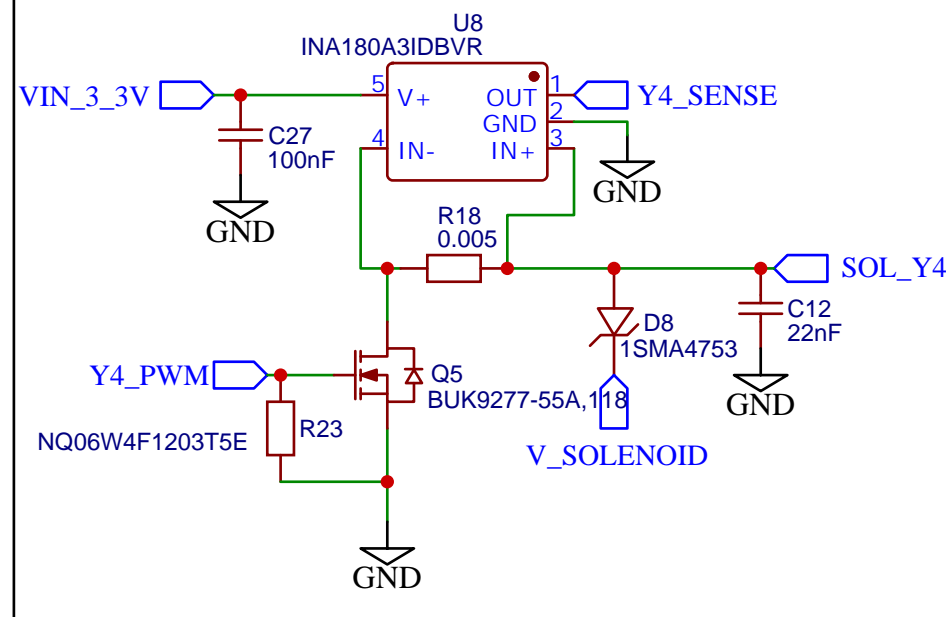 U8
INA180A3IDBVR
VIN_3_3V
5
V+
OUT
1
Y4_SENSE
GND
2
4
IN-
IN+
3
C27
100nF
GND
GND
R18
0.005
SOL_Y4
C12
22nF
D8
1SMA4753
Y4_PWM
Q5
BUK9277-55A,118
GND
R23
NQ06W4F1203T5E
V_SOLENOID
GND